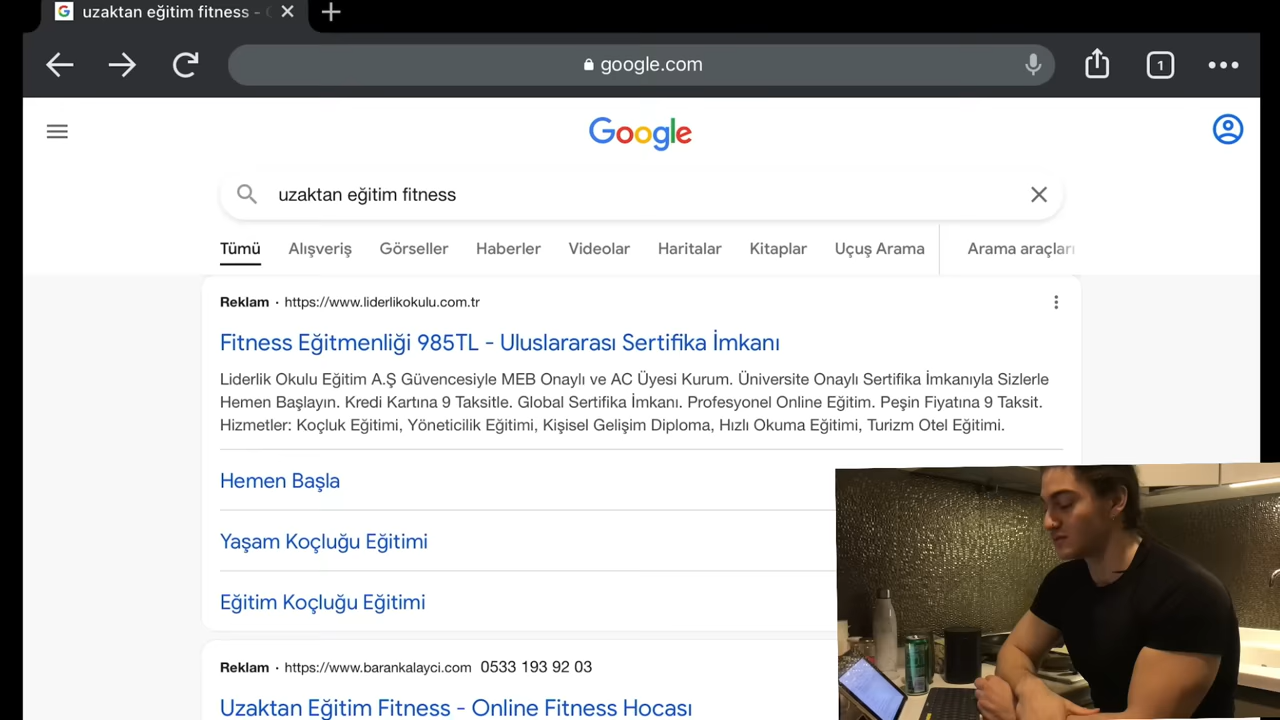 uzaktan eğitim fitness -
google.com
1
Google
uzaktan eğitim fitness
Tümü Alışveriş Görseller Haberler Videolar Haritalar Kitaplar Uçuş Arama Arama araçları
Reklam · https://www.liderlikokulu.com.tr
Fitness Eğitmenliği 985TL - Uluslararası Sertifika İmkanı
Liderlik Okulu Eğitim A.Ş Güvencesiyle MEB Onaylı ve AC Üyesi Kurum. Üniversite Onaylı Sertifika İmkanıyla Sizlerle
Hemen Başlayın. Kredi Kartına 9 Taksitle. Global Sertifika İmkanı. Profesyonel Online Eğitim. Peşin Fiyatına 9 Taksit.
Hizmetler: Koçluk Eğitimi, Yöneticilik Eğitimi, Kişisel Gelişim Diploma, Hızlı Okuma Eğitimi, Turizm Otel Eğitimi.
Hemen Başla
Yaşam Koçluğu Eğitimi
Eğitim Koçluğu Eğitimi
Reklam · https://www.barankalayci.com 0533 193 92 03
Uzaktan Eğitim Fitness - Online Fitness Hocası